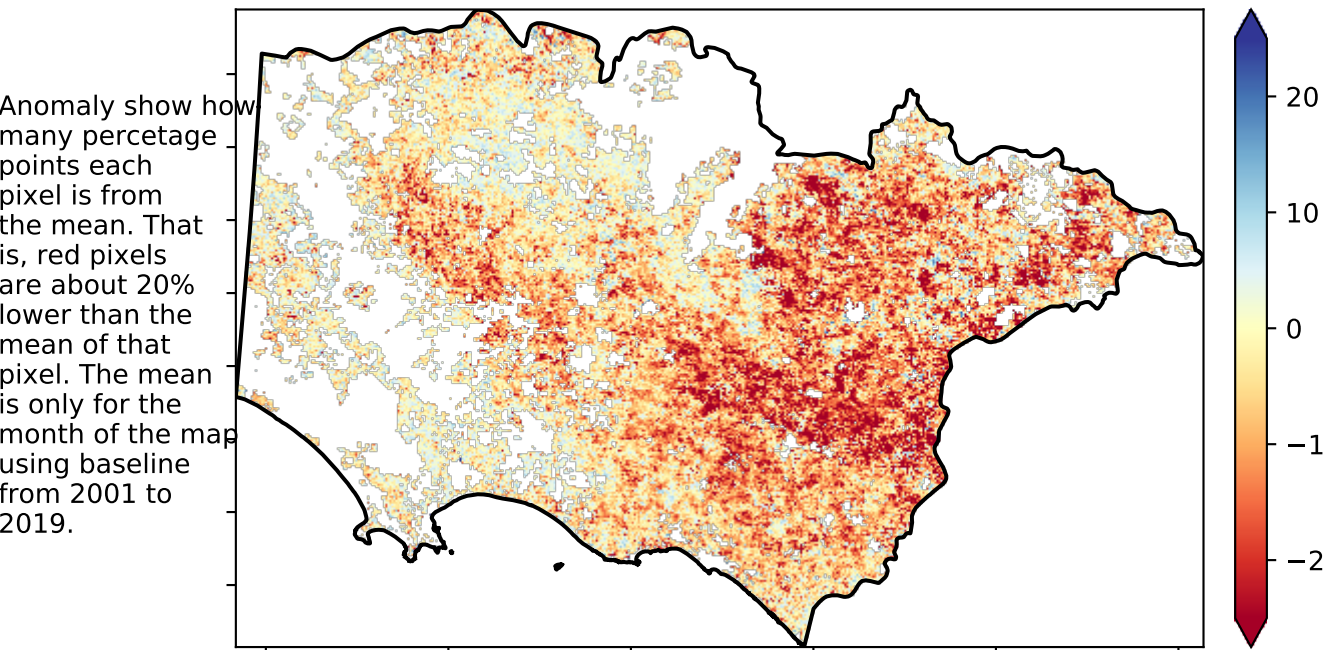 Anomaly show how
many percetage
points each
pixel is from
the mean. That
is, red pixels
are about 20%
lower than the
mean of that
pixel. The mean
is only for the
month of the map
using baseline
from 2001 to
2019.
20
10
0
−1
−2